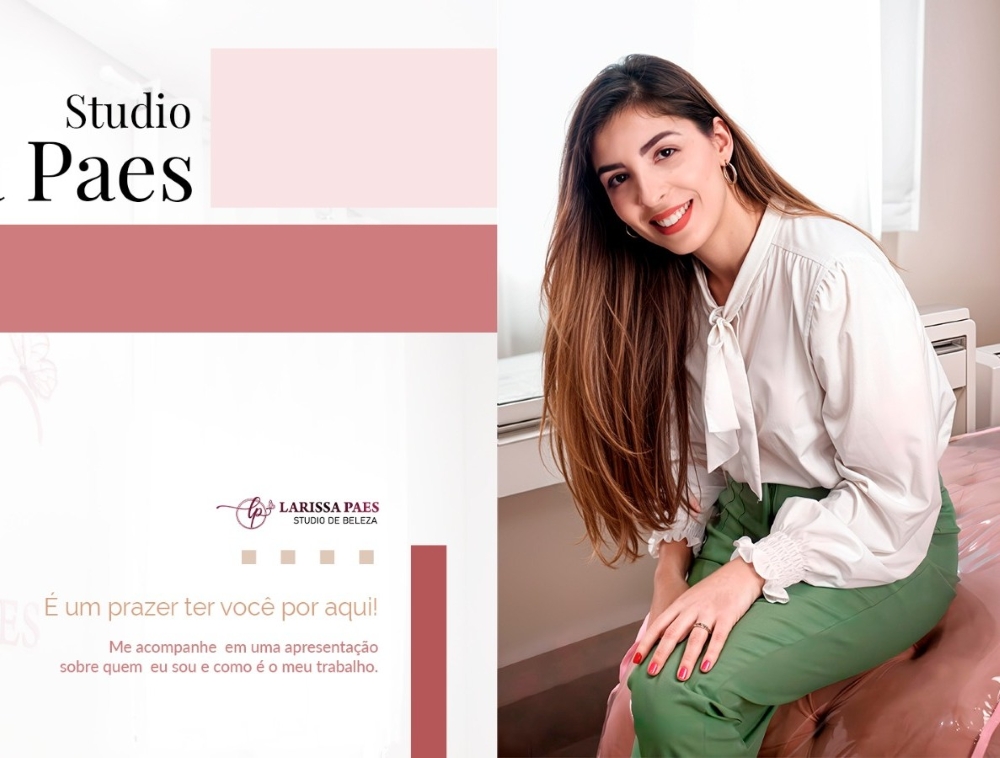 Studio
Paes
LARISSA PAES
STUDIO DE BELEZA
É um prazer ter você por aqui!
Me acompanhe em uma apresentação
sobre quem eu sou e como é o meu trabalho.